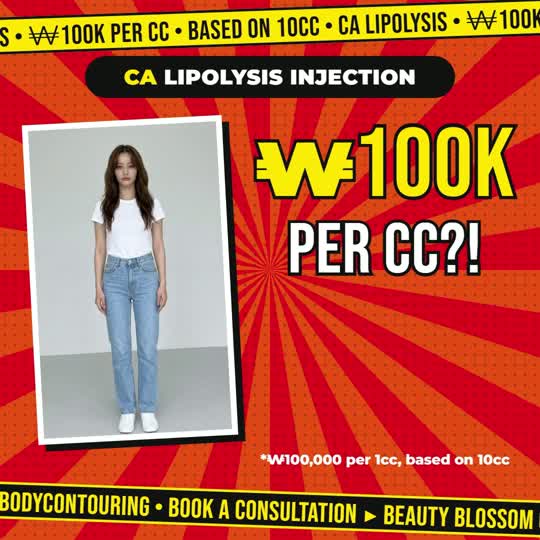 S • ₩100K PER CC • BASED ON 10CC • CA LIPOLYSIS • ₩100K
CA LIPOLYSIS INJECTION
₩100K
PER CC?!
*₩100,000 per 1cc, based on 10cc
BODYCONTOURING • BOOK A CONSULTATION ▸ BEAUTY BLOSSOM